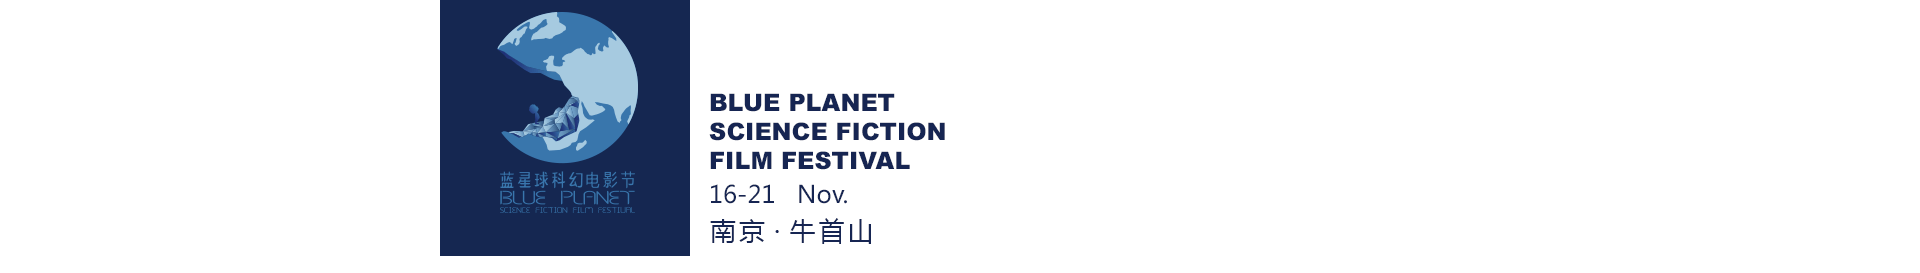 蓝星球科幻电影节
BLUE PLANET
SCIENCE FICTION FILM FESTIVAL
BLUE PLANET
SCIENCE FICTION
FILM FESTIVAL
16-21 Nov.
南京·牛首山